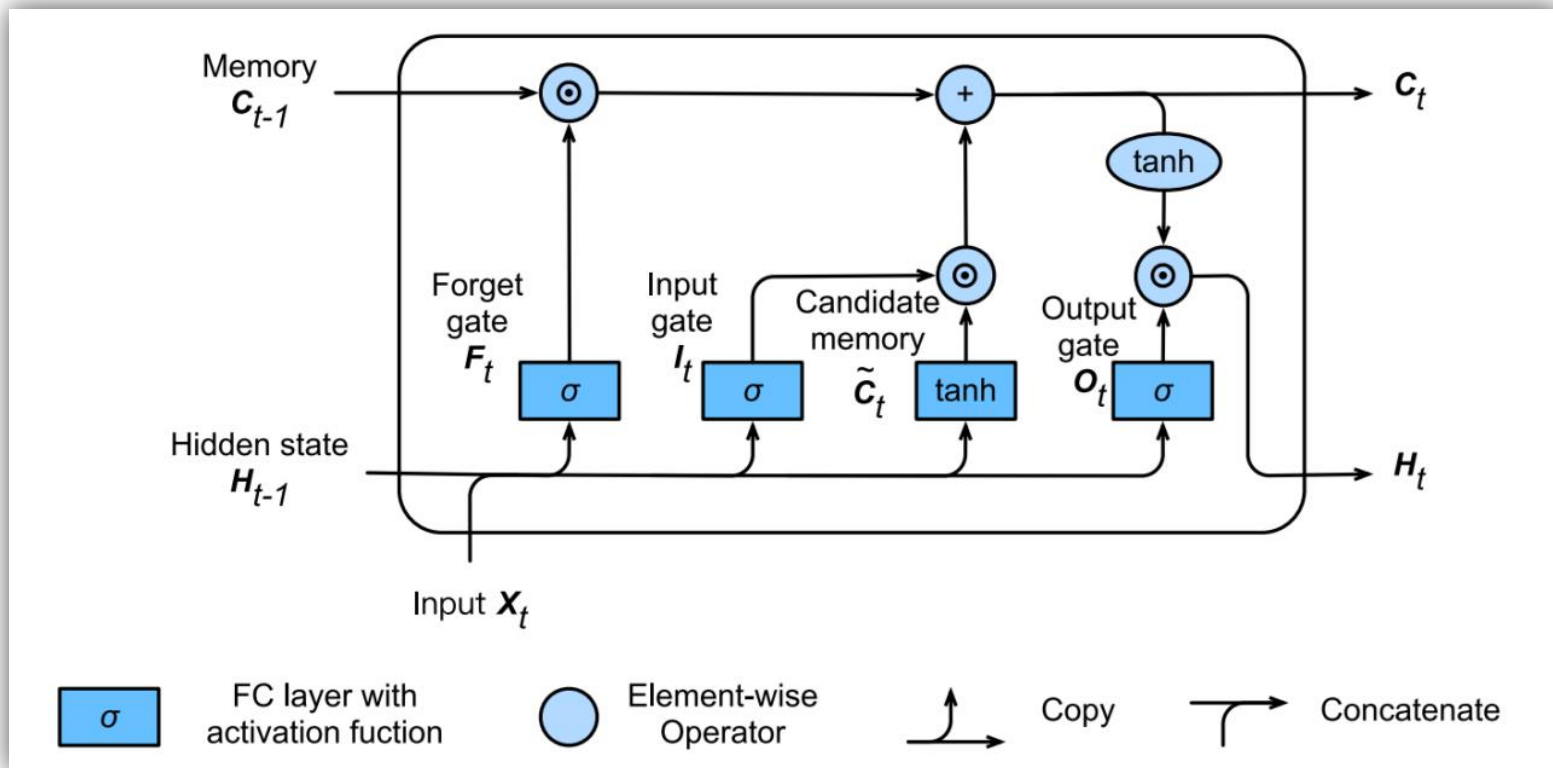 Memory
C_{t-1}
⊙
+
C_t
tanh
Forget
gate
F_t
Input
gate
I_t
Candidate
memory
C̃_t
⊙
Output
gate
O_t
⊙
σ
σ
tanh
σ
Hidden state
H_{t-1}
H_t
Input X_t
σ
FC layer with
activation fuction
Element-wise
Operator
Copy
Concatenate